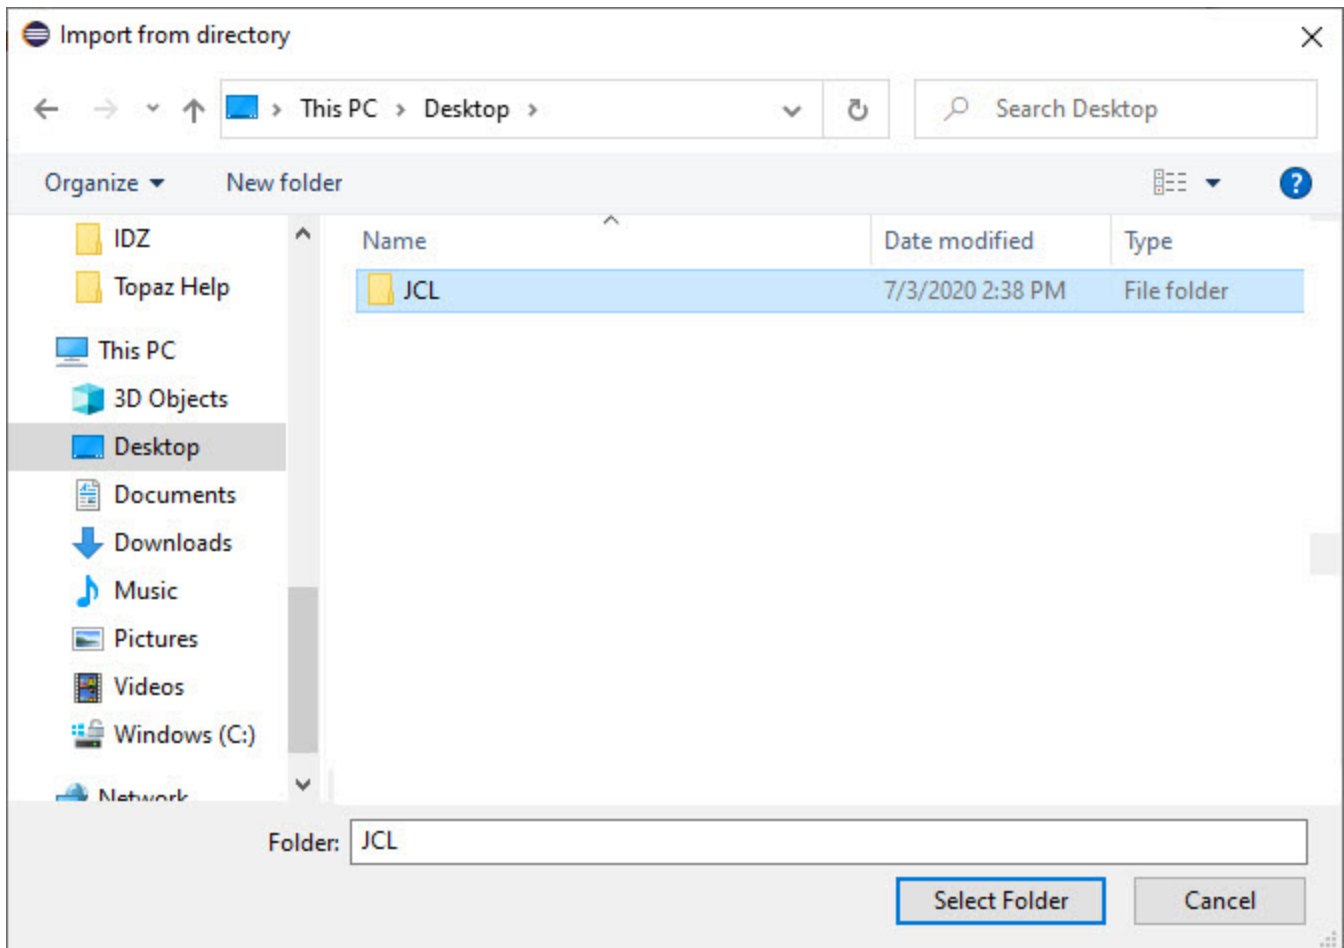 Import from directory
This PC > Desktop >
Search Desktop
Organize
New folder
?
IDZ
Topaz Help
This PC
3D Objects
Desktop
Documents
Downloads
Music
Pictures
Videos
Windows (C:)
Network
Name Date modified Type
JCL 7/3/2020 2:38 PM File folder
Folder: JCL
Select Folder Cancel